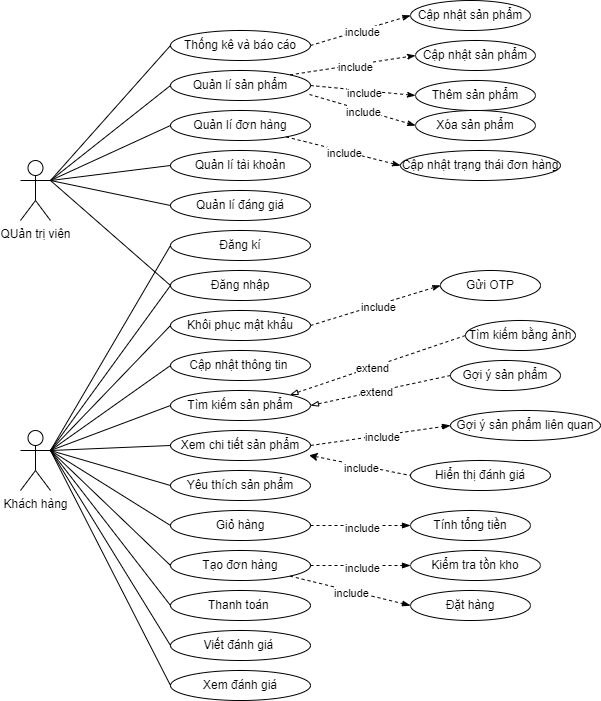 Cập nhật sản phẩm
include
Thống kê và báo cáo
Cập nhật sản phẩm
include
Quản lí sản phẩm
include
Thêm sản phẩm
include
Xóa sản phẩm
Quản lí đơn hàng
include
Cập nhật trạng thái đơn hàng
Quản lí tài khoản
Quản lí đáng giá
QUản trị viên
Đăng kí
Đăng nhập
Gửi OTP
include
Khôi phục mật khẩu
Tìm kiếm bằng ảnh
Cập nhật thông tin
extend
Gợi ý sản phẩm
extend
Tìm kiếm sản phẩm
Gợi ý sản phẩm liên quan
include
Xem chi tiết sản phẩm
include
Hiển thị đánh giá
Yêu thích sản phẩm
Khách hàng
Giỏ hàng
include
Tính tổng tiền
Tạo đơn hàng
include
Kiểm tra tồn kho
include
Đặt hàng
Thanh toán
Viết đánh giá
Xem đánh giá